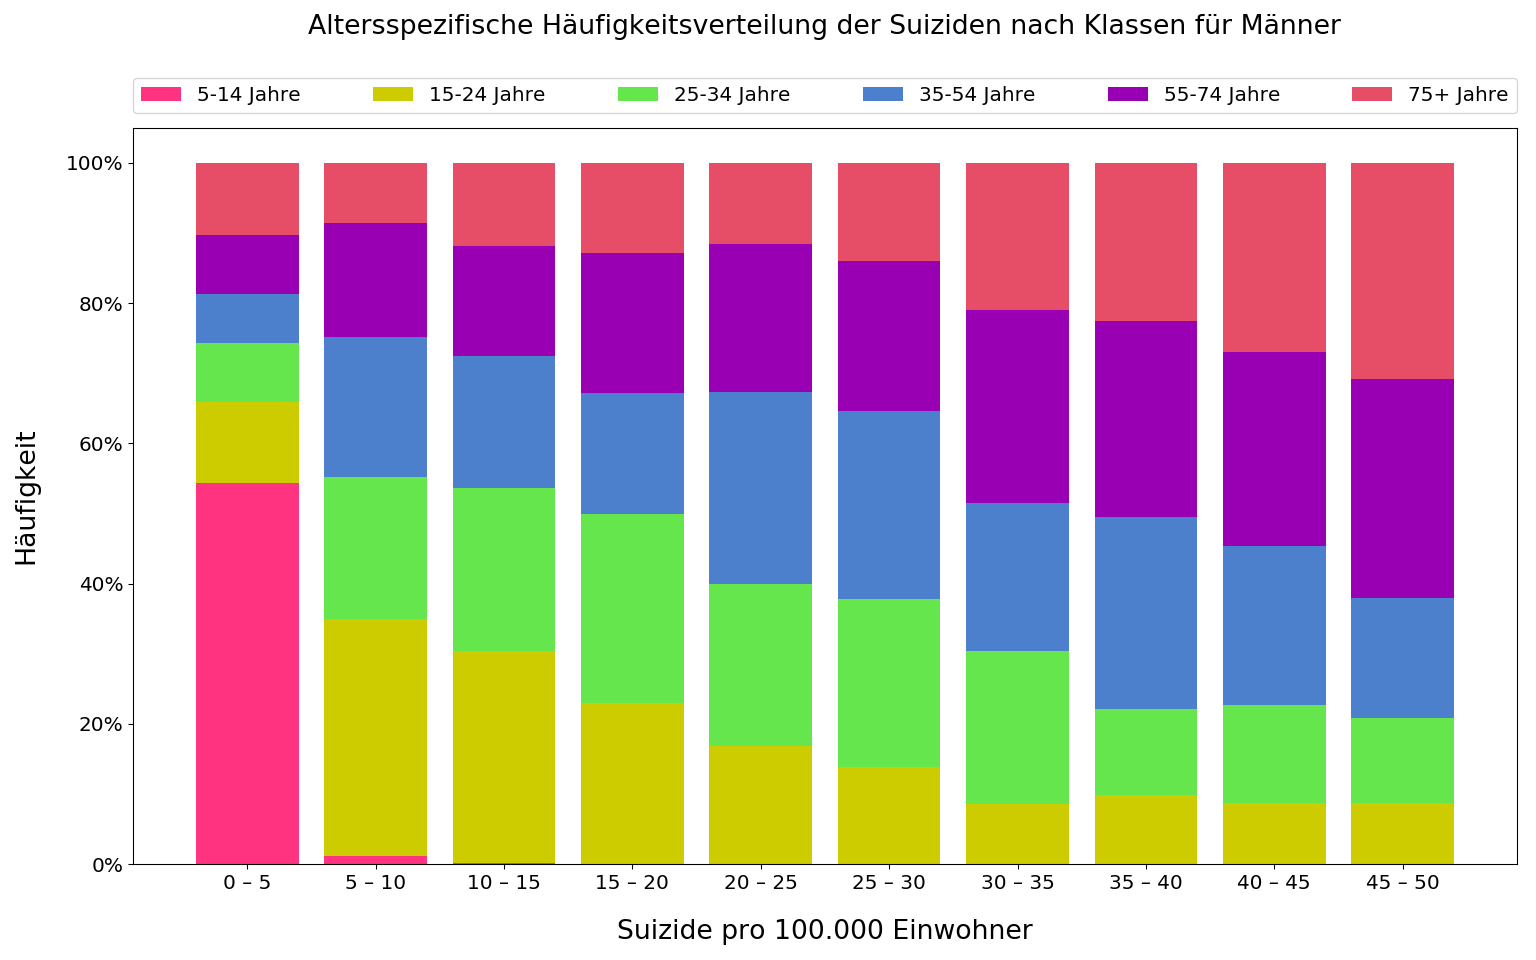 Altersspezifische Häufigkeitsverteilung der Suiziden nach Klassen für Männer
5-14 Jahre 15-24 Jahre 25-34 Jahre 35-54 Jahre 55-74 Jahre 75+ Jahre
100%
80%
60%
40%
20%
0%
Häufigkeit
0 – 5 5 – 10 10 – 15 15 – 20 20 – 25 25 – 30 30 – 35 35 – 40 40 – 45 45 – 50
Suizide pro 100.000 Einwohner